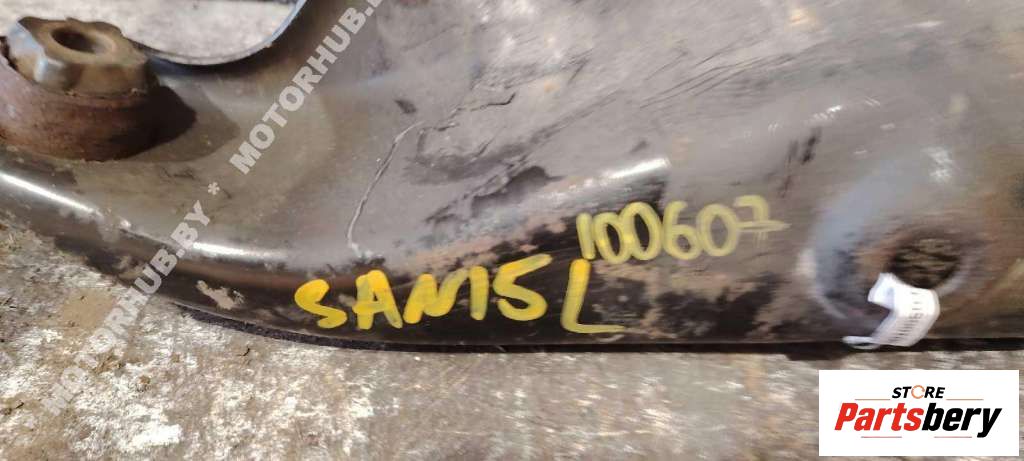 MOTORHUB.BY * MOTORHUB.BY
100607
SAN15L
STORE
Partsbery